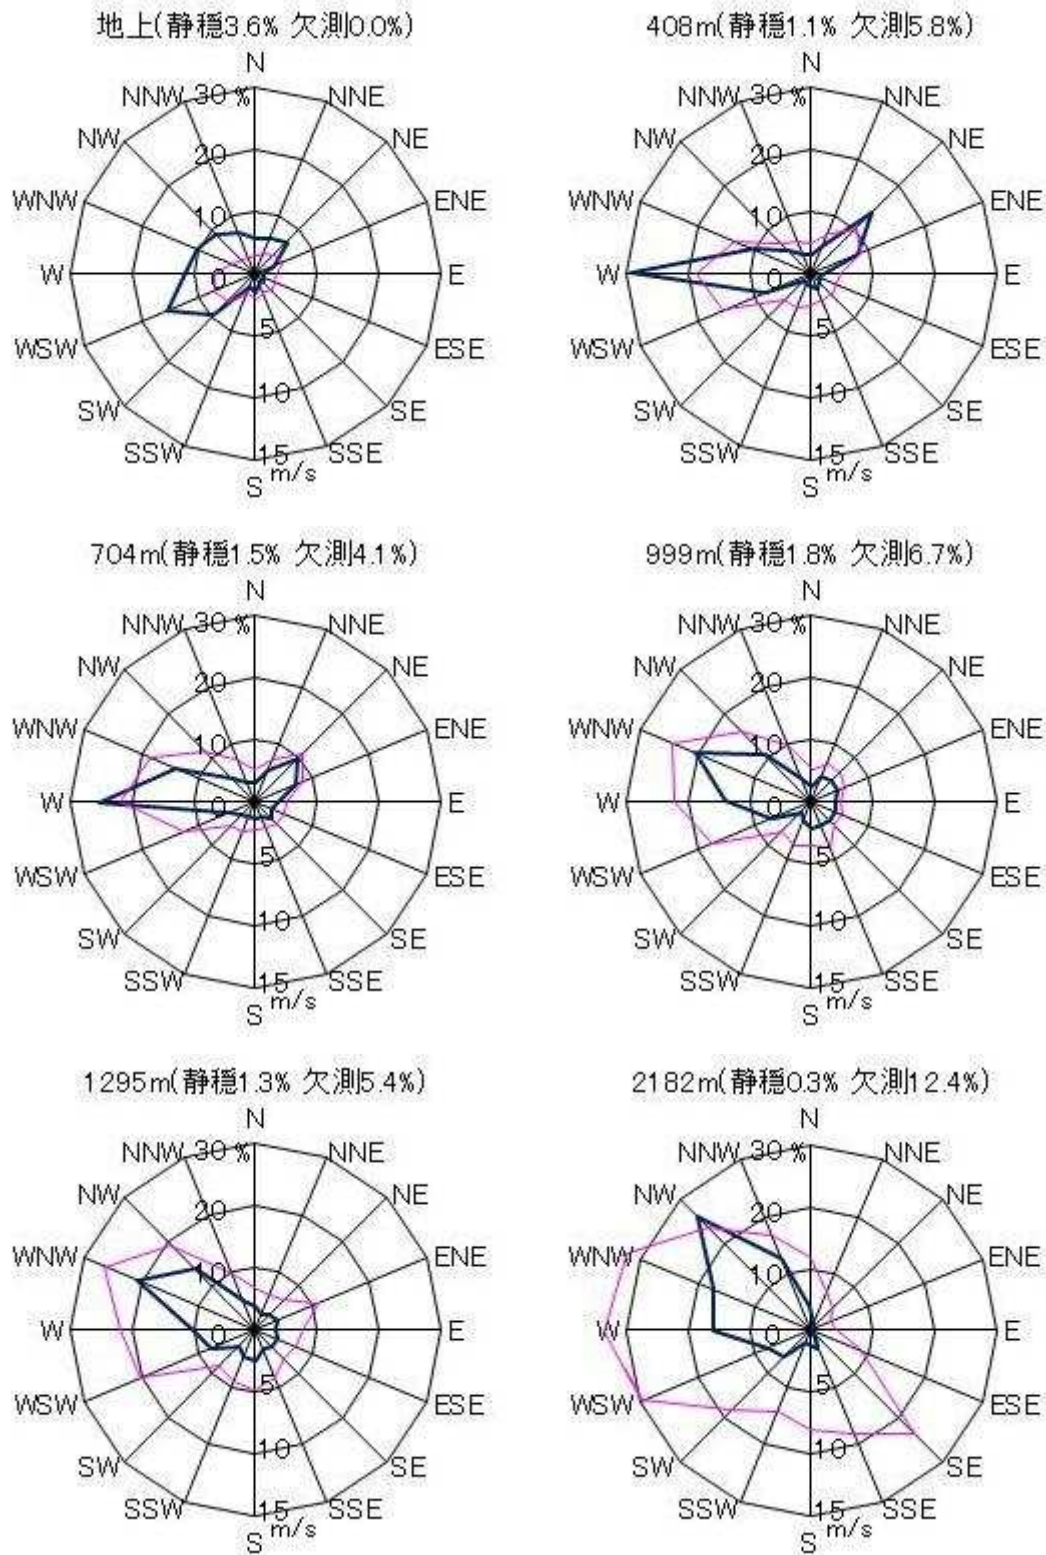 地上(静穏3.6% 欠測0.0%)
N
NNW 30 % NNE
NW 20 NE
WNW 10 ENE
W 0 E
WSW 5 ESE
SW 10 SE
SSW 15 SSE
S m/s
408m(静穏1.1% 欠測5.8%)
N
NNW 30 % NNE
NW 20 NE
WNW 10 ENE
W 0 E
WSW 5 ESE
SW 10 SE
SSW 15 SSE
S m/s
704m(静穏1.5% 欠測4.1%)
N
NNW 30 % NNE
NW 20 NE
WNW 10 ENE
W 0 E
WSW 5 ESE
SW 10 SE
SSW 15 SSE
S m/s
999m(静穏1.8% 欠測6.7%)
N
NNW 30 % NNE
NW 20 NE
WNW 10 ENE
W 0 E
WSW 5 ESE
SW 10 SE
SSW 15 SSE
S m/s
1295m(静穏1.3% 欠測5.4%)
N
NNW 30 % NNE
NW 20 NE
WNW 10 ENE
W 0 E
WSW 5 ESE
SW 10 SE
SSW 15 SSE
S m/s
2182m(静穏0.3% 欠測12.4%)
N
NNW 30 % NNE
NW 20 NE
WNW 10 ENE
W 0 E
WSW 5 ESE
SW 10 SE
SSW 15 SSE
S m/s